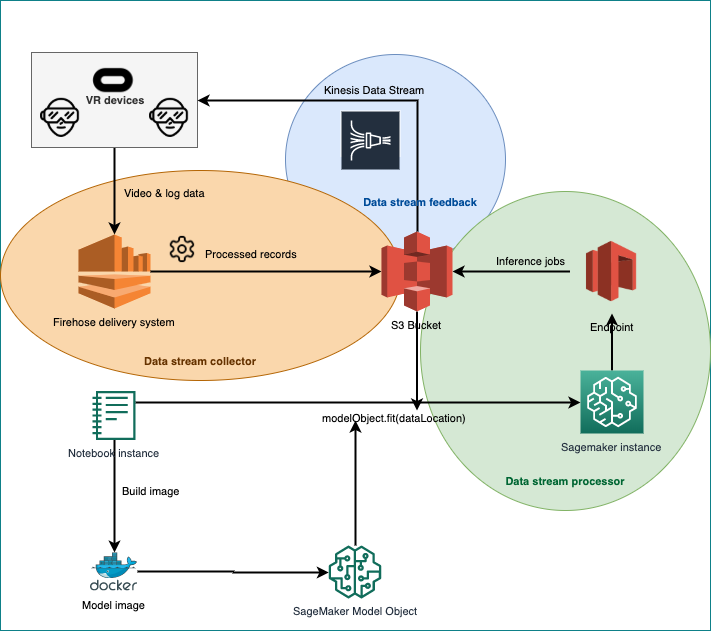 Kinesis Data Stream
VR devices
Video & log data
Data stream feedback
Processed records
Inference jobs
Firehose delivery system
S3 Bucket
Endpoint
Data stream collector
modelObject.fit(dataLocation)
Notebook instance
Sagemaker instance
Data stream processor
Build image
docker
Model image
SageMaker Model Object